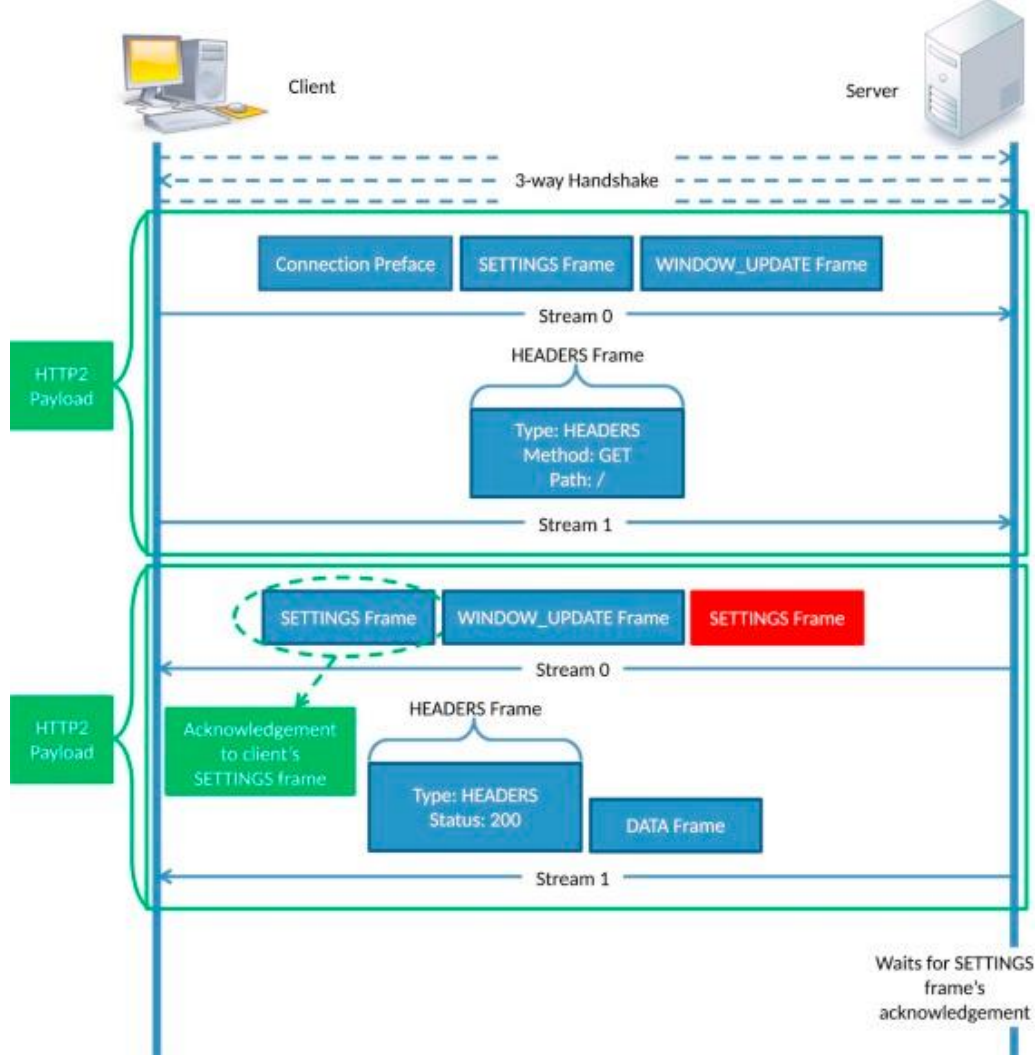 Client
Server
3-way Handshake
Connection Preface
SETTINGS Frame
WINDOW_UPDATE Frame
Stream 0
HTTP2
Payload
HEADERS Frame
Type: HEADERS
Method: GET
Path: /
Stream 1
SETTINGS Frame
WINDOW_UPDATE Frame
SETTINGS Frame
Stream 0
HTTP2
Payload
Acknowledgement
to client's
SETTINGS frame
HEADERS Frame
Type: HEADERS
Status: 200
DATA Frame
Stream 1
Waits for SETTINGS
frame's
acknowledgement